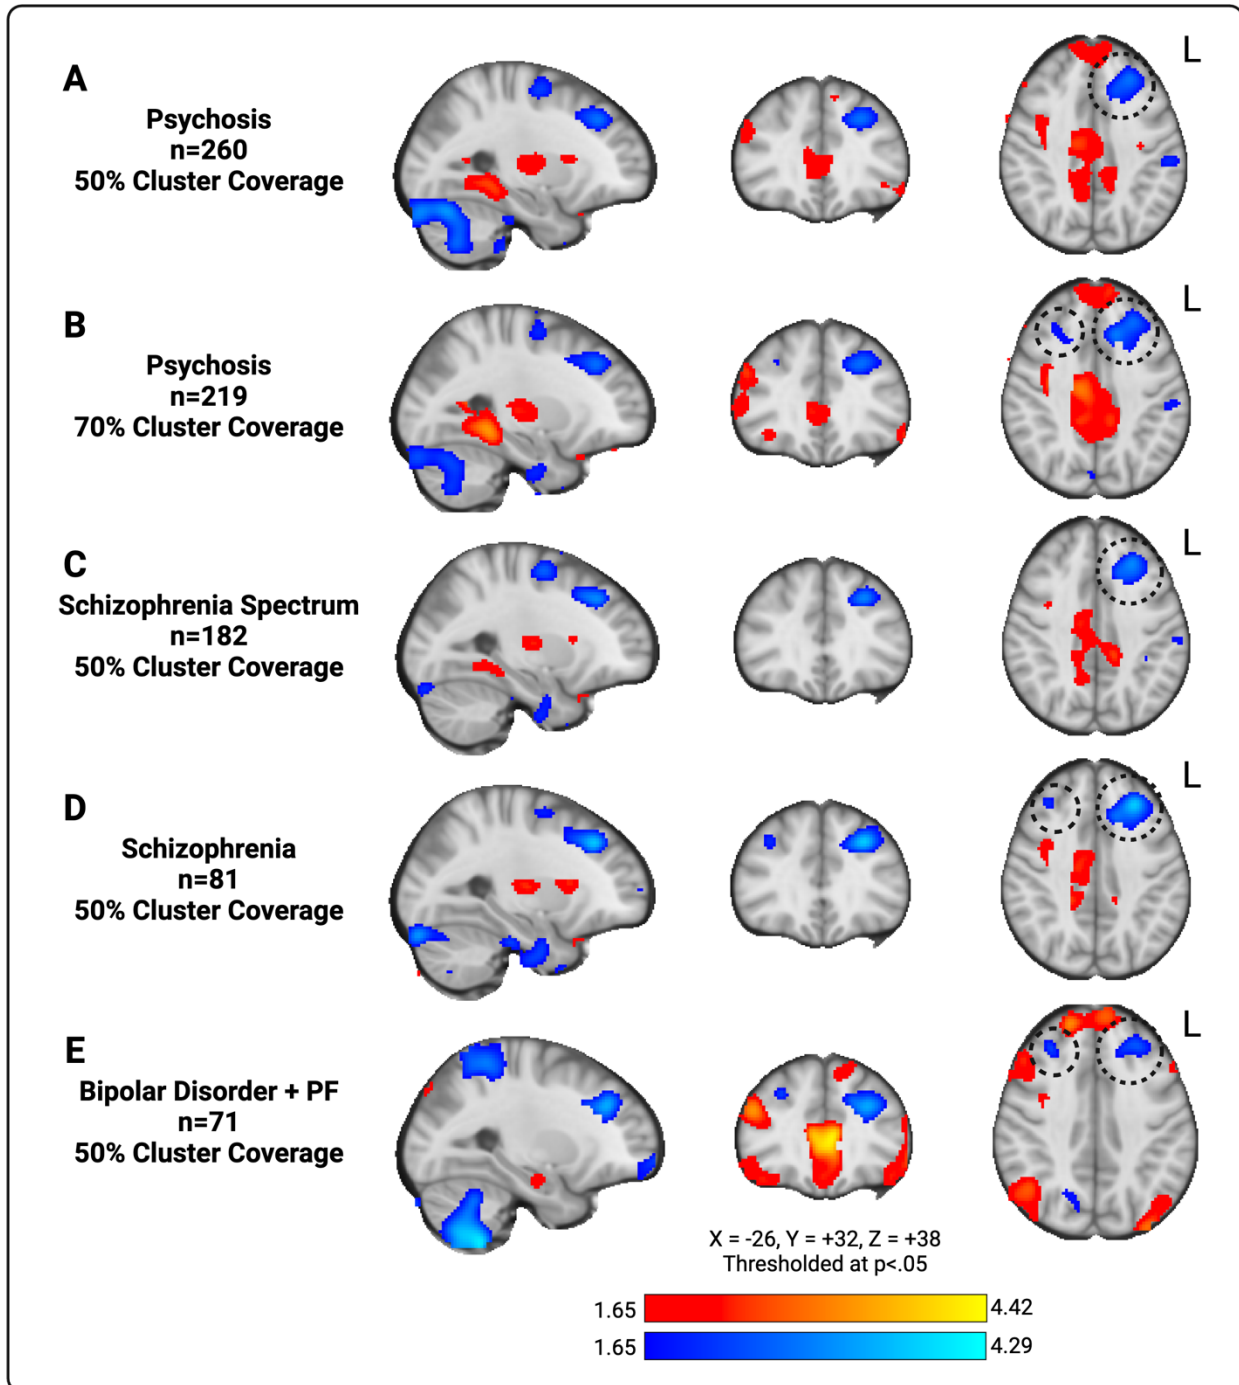 A
L
Psychosis
n=260
50% Cluster Coverage
B
L
Psychosis
n=219
70% Cluster Coverage
C
L
Schizophrenia Spectrum
n=182
50% Cluster Coverage
D
L
Schizophrenia
n=81
50% Cluster Coverage
E
L
Bipolar Disorder + PF
n=71
50% Cluster Coverage
X = -26, Y = +32, Z = +38
Thresholded at p<.05
1.65 4.42
1.65 4.29